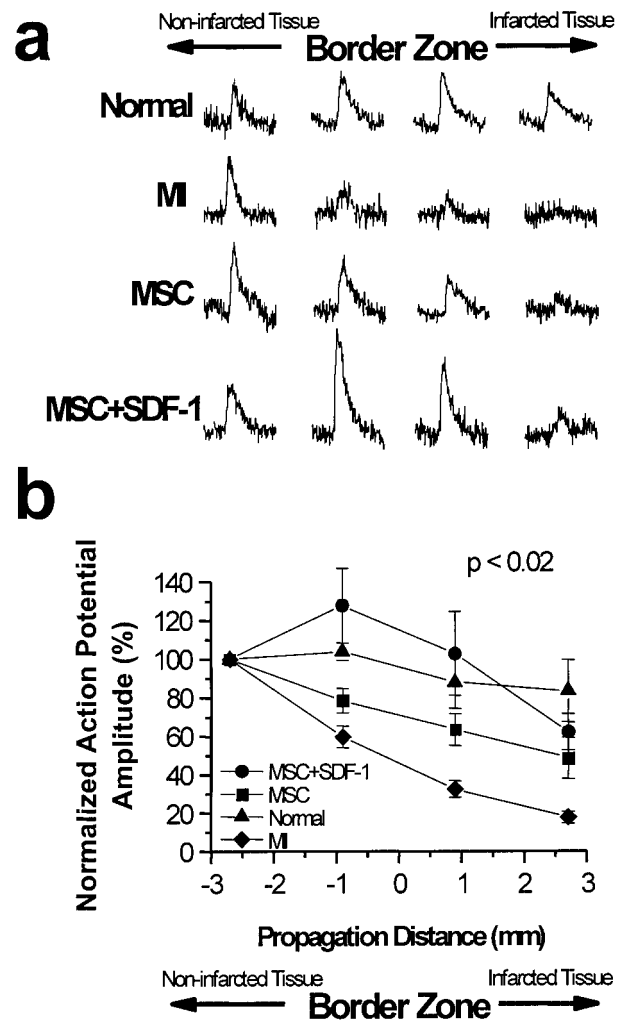 a
Non-infarcted Tissue Infarcted Tissue
Border Zone
Normal
MI
MSC
MSC+SDF-1
b
Normalized Action Potential
Amplitude (%)
p < 0.02
140
120
100
80
60
40
20
0
MSC+SDF-1
MSC
Normal
MI
-3 -2 -1 0 1 2 3
Propagation Distance (mm)
Non-infarcted Tissue Infarcted Tissue
Border Zone